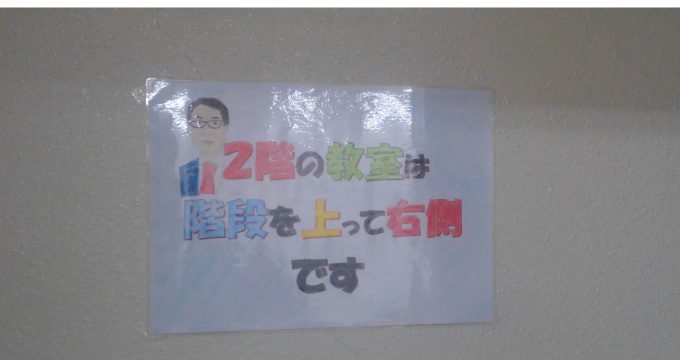 2階の教室は
階段を上って右側
です